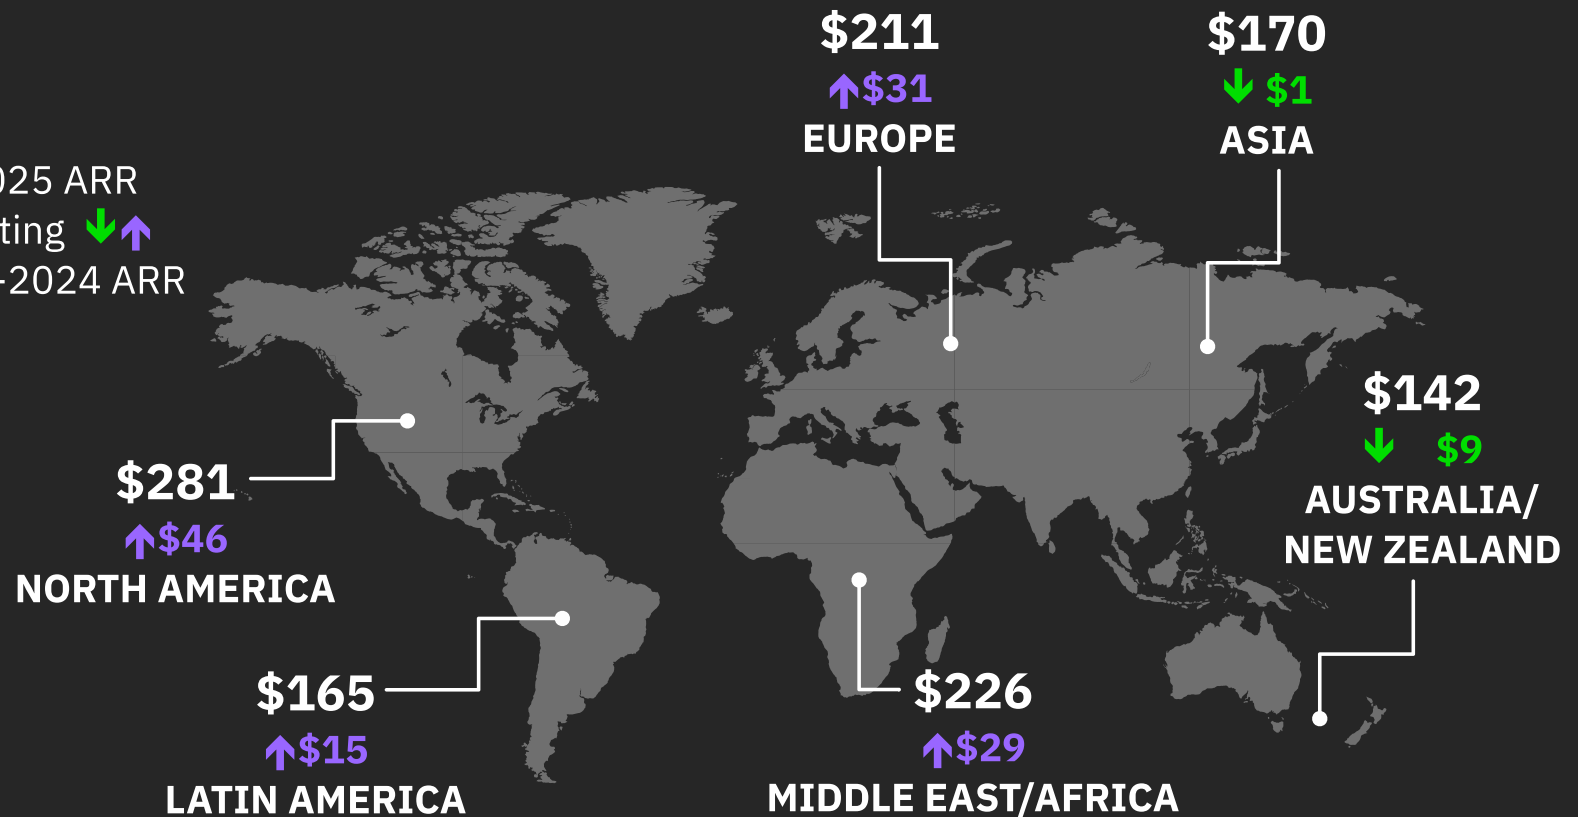 $211
$31
EUROPE
$170
$1
ASIA
025 ARR
ting
-2024 ARR
$142
$9
AUSTRALIA/
NEW ZEALAND
$281
$46
NORTH AMERICA
$165
$15
LATIN AMERICA
$226
$29
MIDDLE EAST/AFRICA